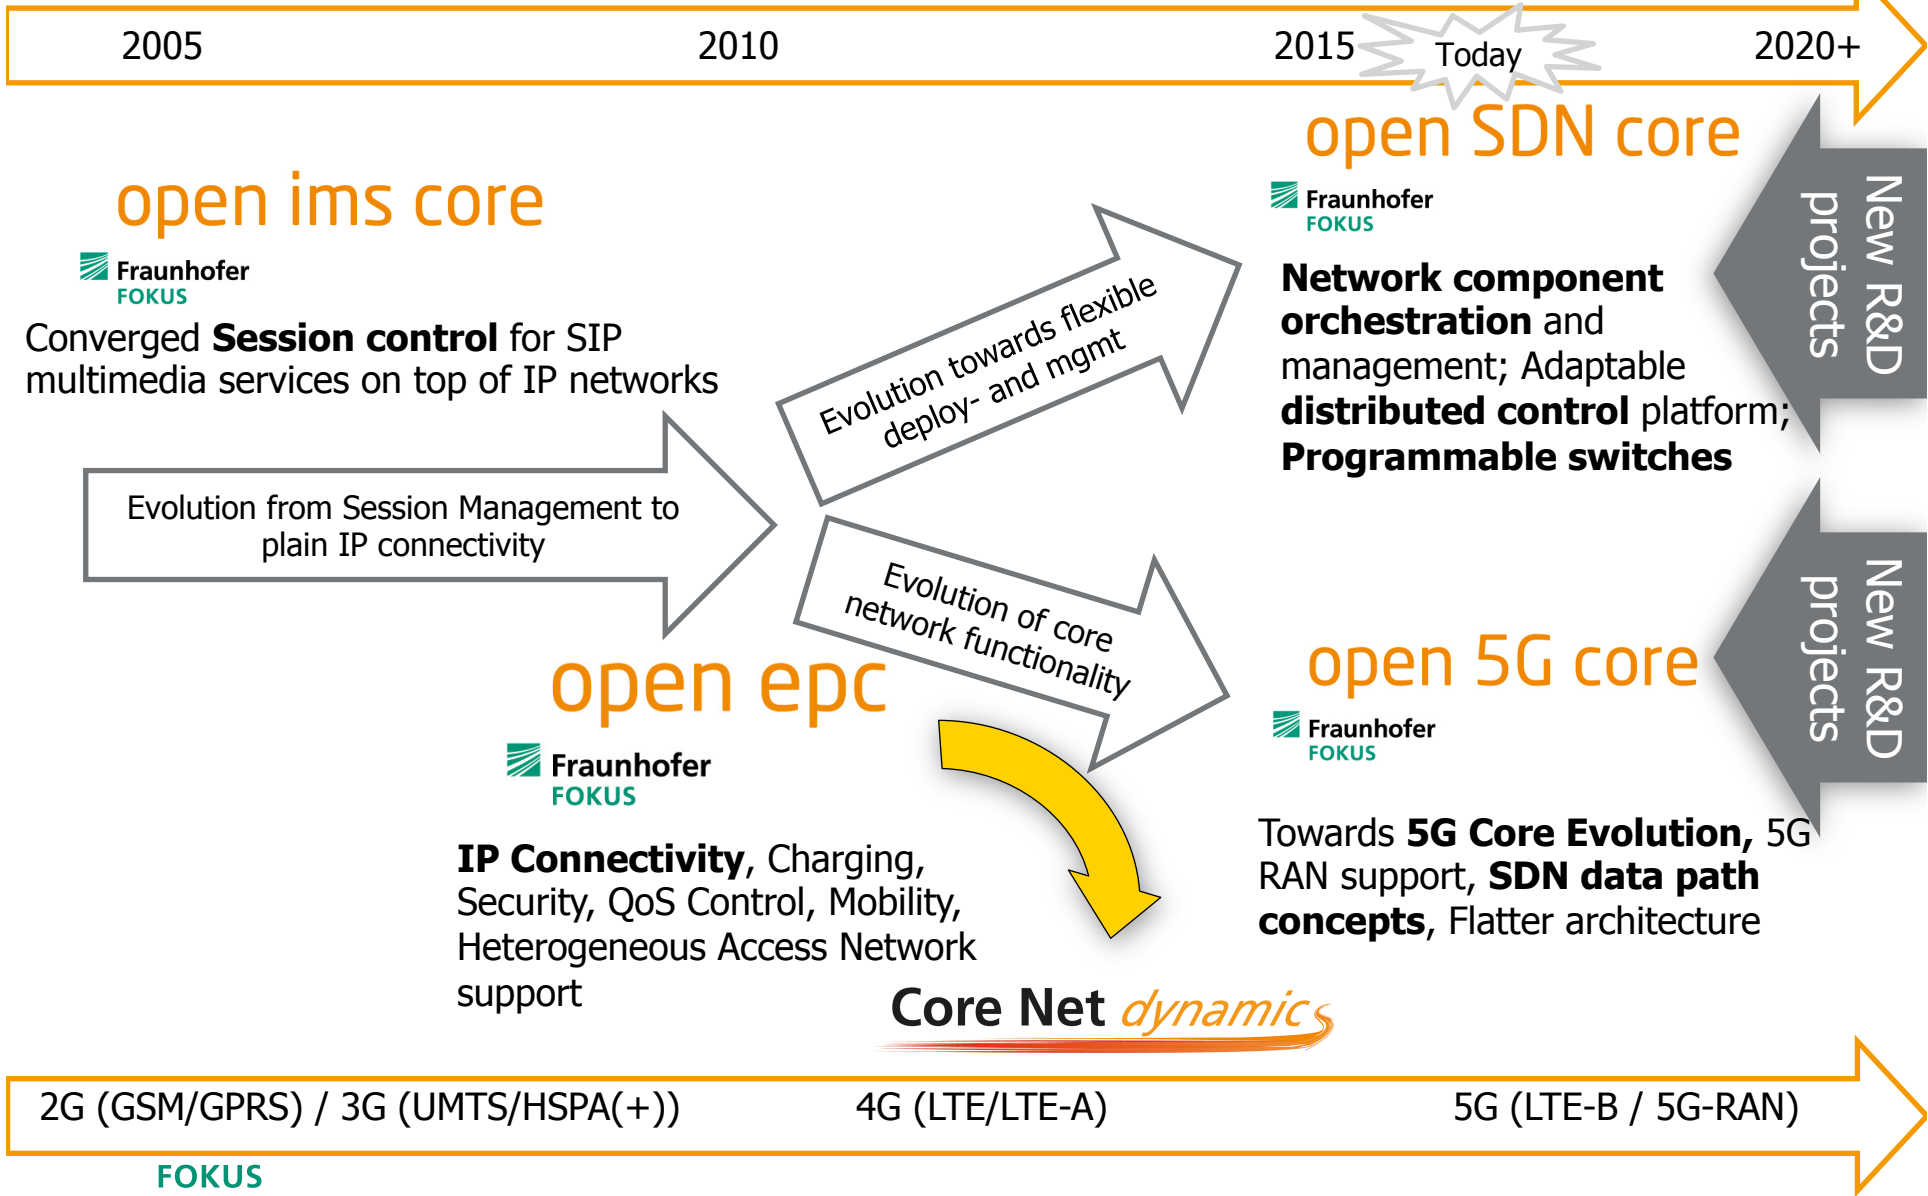 2005
2010
2015
Today
2020+
open ims core
Fraunhofer
FOKUS
Converged Session control for SIP
multimedia services on top of IP networks
Evolution from Session Management to
plain IP connectivity
Evolution towards flexible
deploy- and mgmt
Evolution of core
network functionality
open epc
Fraunhofer
FOKUS
IP Connectivity, Charging,
Security, QoS Control, Mobility,
Heterogeneous Access Network
support
Core Net dynamics
open SDN core
Fraunhofer
FOKUS
Network component
orchestration and
management; Adaptable
distributed control platform;
Programmable switches
New R&D
projects
open 5G core
Fraunhofer
FOKUS
Towards 5G Core Evolution, 5G
RAN support, SDN data path
concepts, Flatter architecture
New R&D
projects
2G (GSM/GPRS) / 3G (UMTS/HSPA(+))
4G (LTE/LTE-A)
5G (LTE-B / 5G-RAN)
FOKUS